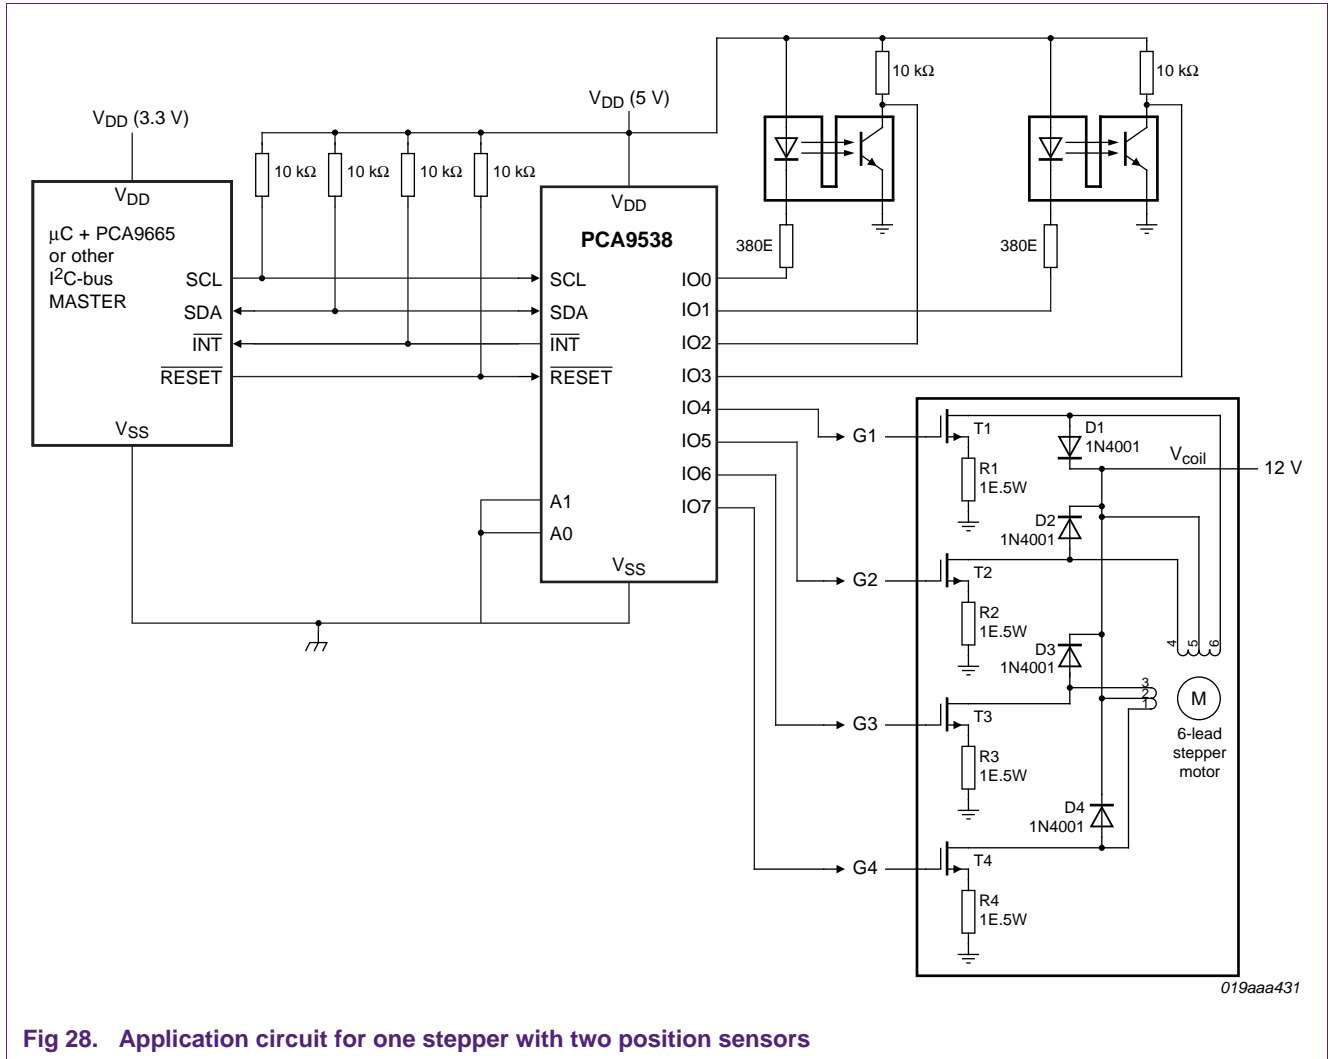 VDD (3.3 V)
VDD (5 V)
10 kΩ
10 kΩ
10 kΩ
10 kΩ
10 kΩ
10 kΩ
VDD
μC + PCA9665
or other
I2C-bus
MASTER
SCL
SDA
INT
RESET
VSS
VDD
PCA9538
SCL
SDA
INT
RESET
A1
A0
VSS
IO0
IO1
IO2
IO3
IO4
IO5
IO6
IO7
380E
380E
G1
G2
G3
G4
T1
R1
1E.5W
D1
1N4001
Vcoil
12 V
D2
1N4001
T2
R2
1E.5W
D3
1N4001
4
5
6
3
2
1
M
6-lead
stepper
motor
T3
R3
1E.5W
D4
1N4001
T4
R4
1E.5W
019aaa431
Fig 28. Application circuit for one stepper with two position sensors